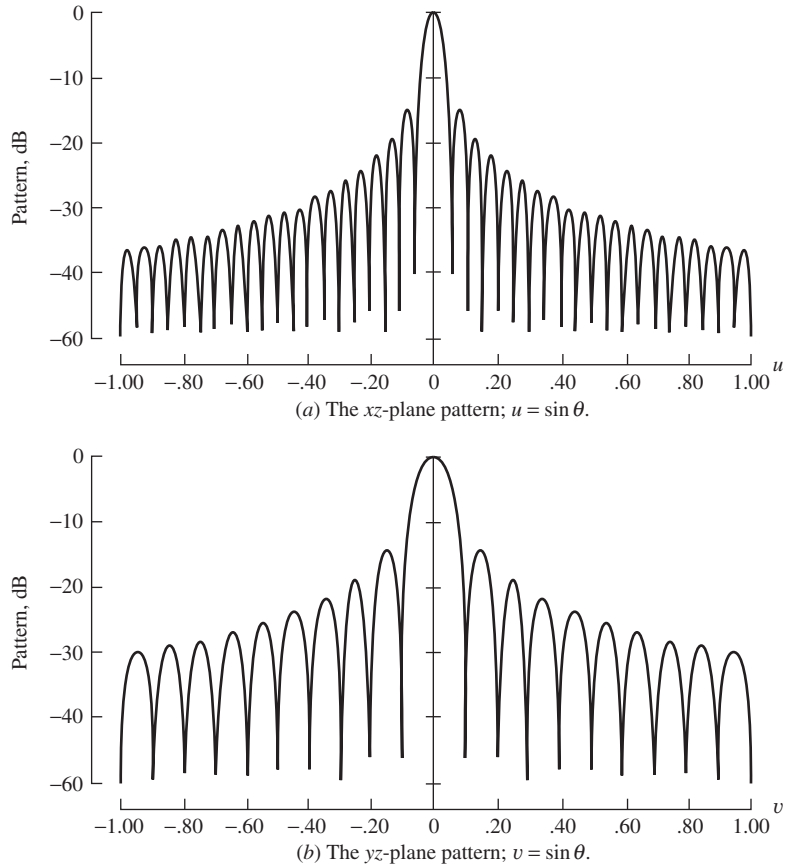 0
−10
−20
−30
−40
−60
Pattern, dB
−1.00 −.80 −.60 −.40 −.20 0 .20 .40 .60 .80 1.00 u
(a) The xz-plane pattern; u = sin θ.
0
−10
−20
−30
−40
−60
Pattern, dB
−1.00 −.80 −.60 −.40 −.20 0 .20 .40 .60 .80 1.00 v
(b) The yz-plane pattern; v = sin θ.